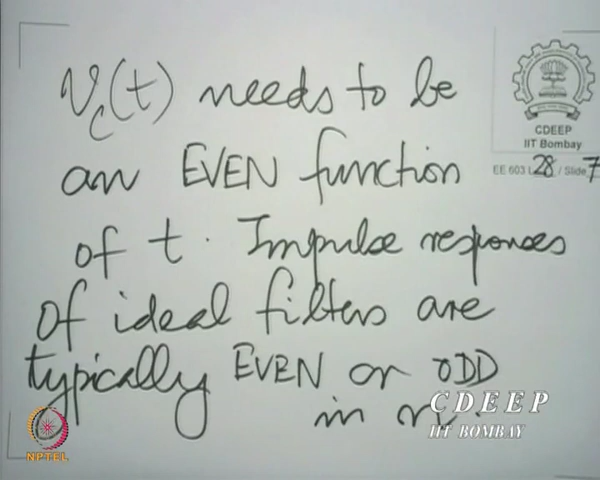 V_c(t) needs to be
an EVEN function
of t. Impulse responses
of ideal filters are
typically EVEN or ODD
in n
CDEEP
IIT Bombay
EE 603 L 28 / Slide 7
CDEEP
IIT BOMBAY
NPTEL